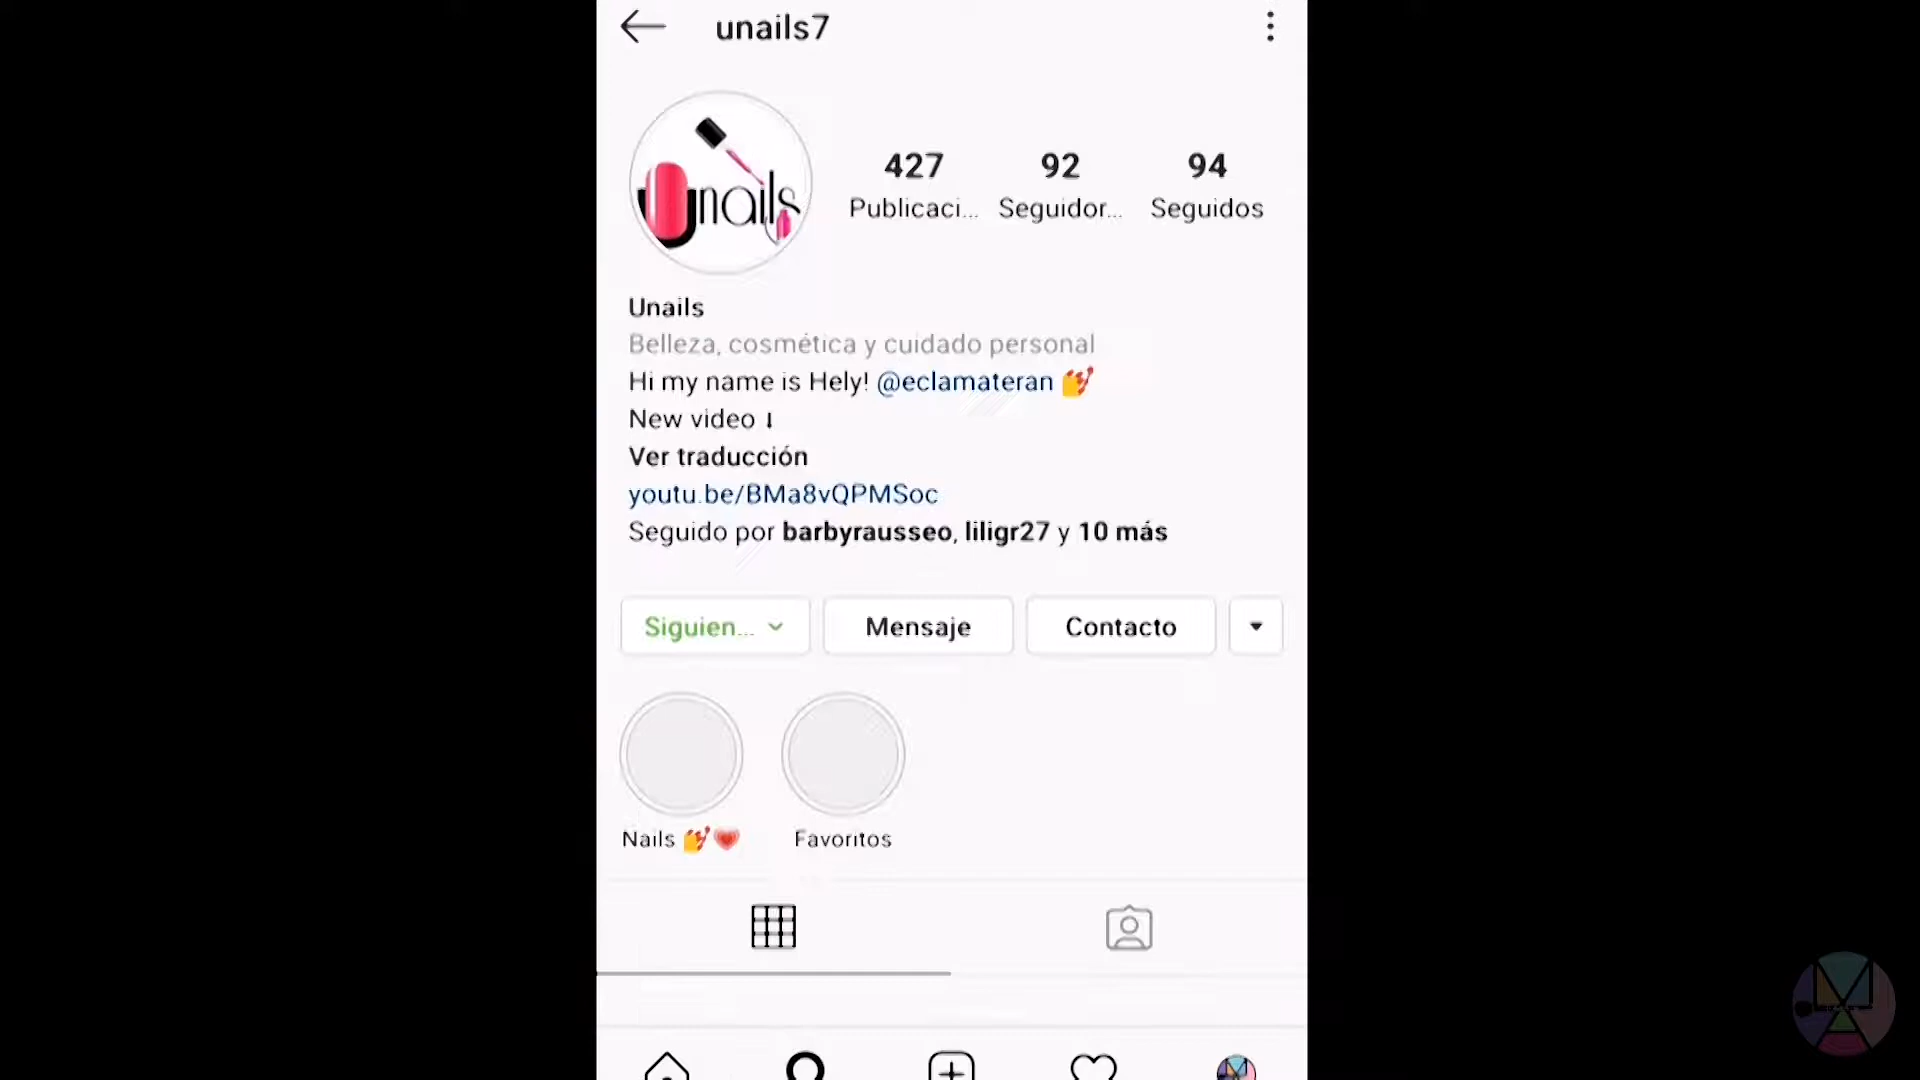 unails7
Unails
427 92 94
Publicaci... Seguidor... Seguidos
Unails
Belleza, cosmética y cuidado personal
Hi my name is Hely! @eclamateran 💅
New video ⬇
Ver traducción
youtu.be/BMa8vQPMSoc
Seguido por barbyrausseo, liligr27 y 10 más
Siguien... Mensaje Contacto
Nails 💅💗 Favoritos